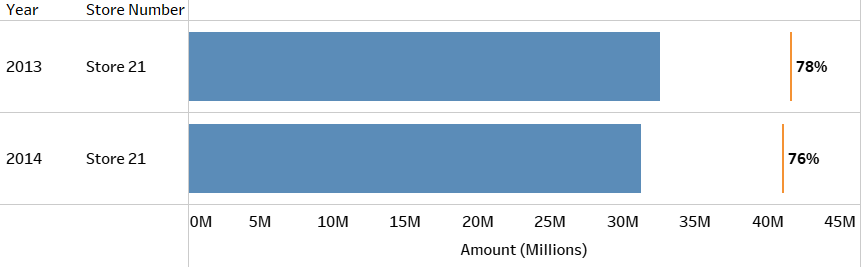 Year Store Number
2013 Store 21 78%
2014 Store 21 76%
0M 5M 10M 15M 20M 25M 30M 35M 40M 45M
Amount (Millions)